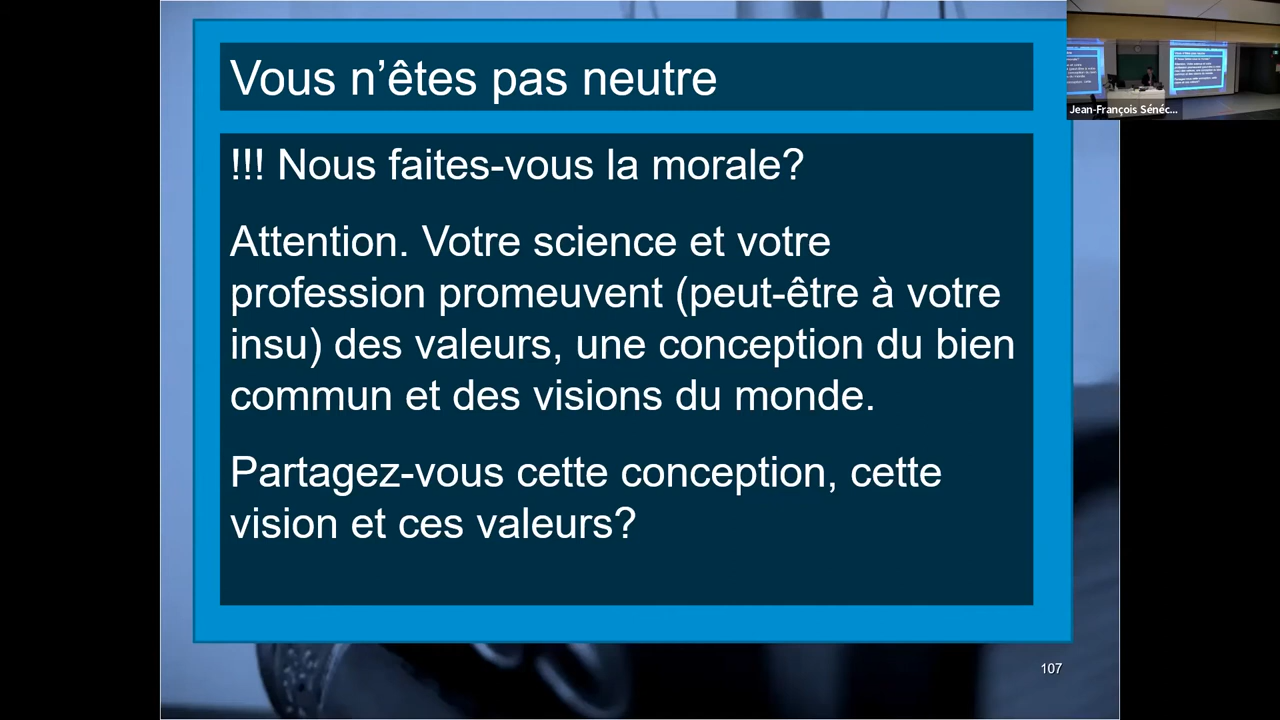 Vous n’êtes pas neutre
!!! Nous faites-vous la morale?
Attention. Votre science et votre
profession promeuvent (peut-être à votre
insu) des valeurs, une conception du bien
commun et des visions du monde.
Partagez-vous cette conception, cette
vision et ces valeurs?
107
Jean-François Sénéc...